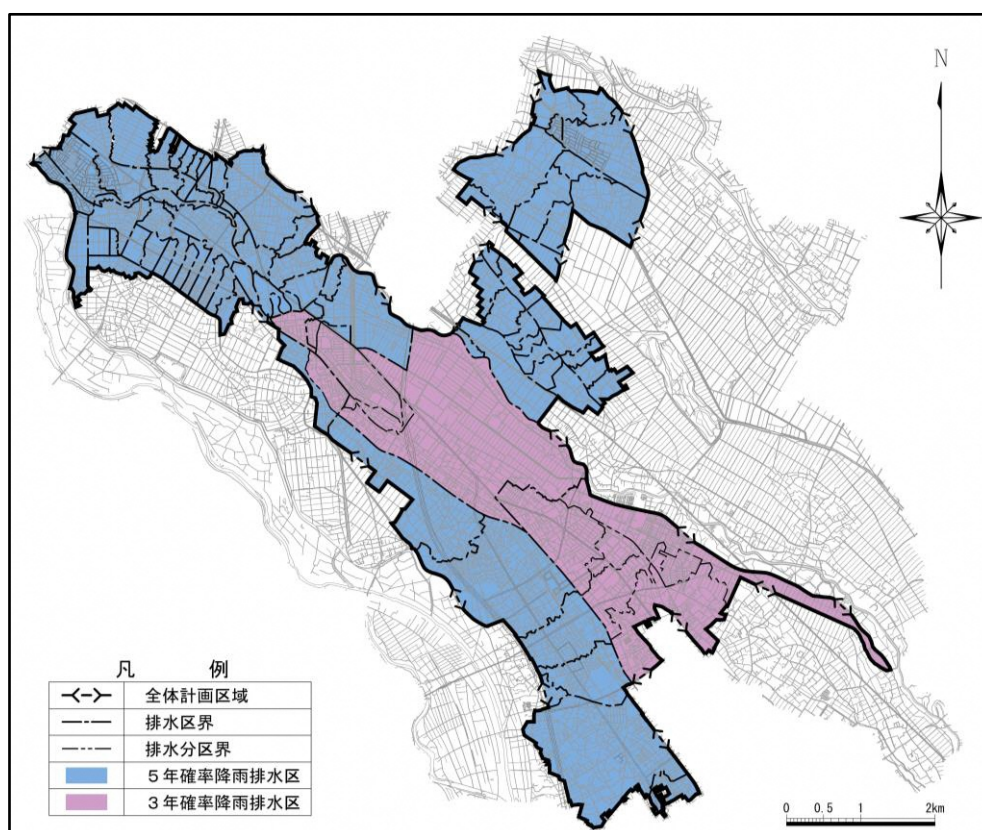 N
凡 例
全体計画区域
排水区界
排水分区界
5年確率降雨排水区
3年確率降雨排水区
0 0.5 1 2km